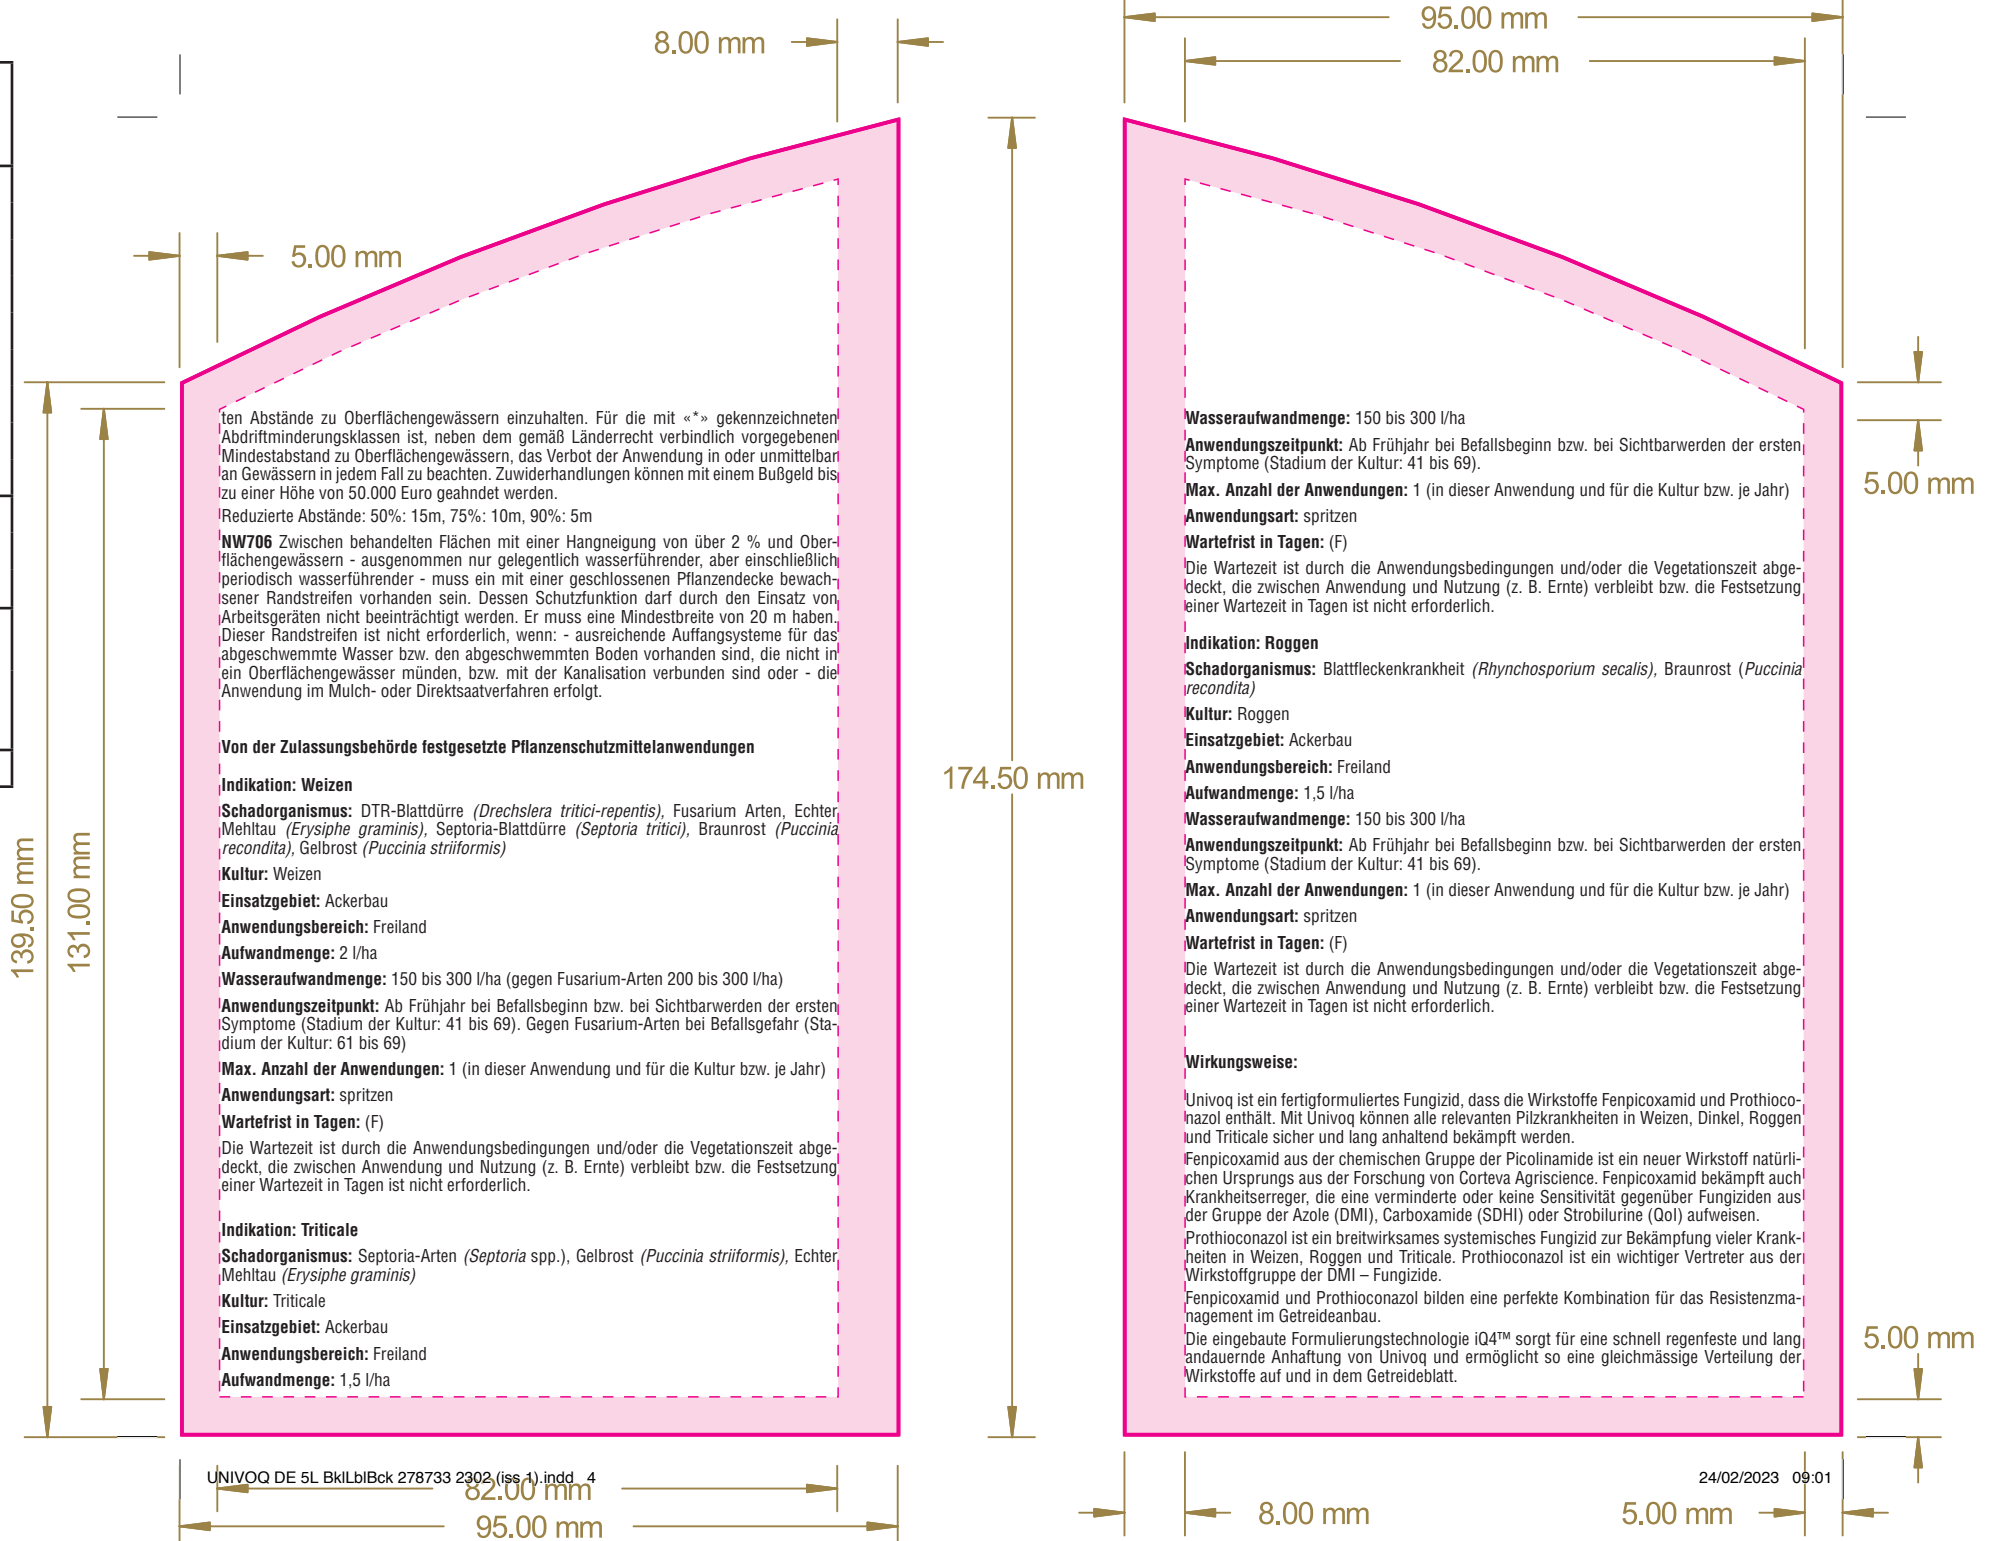 8.00 mm
5.00 mm
139.50 mm
131.00 mm
ten Abstände zu Oberflächengewässern einzuhalten. Für die mit «*» gekennzeichneten
Abdriftminderungsklassen ist, neben dem gemäß Länderrecht verbindlich vorgegebenen
Mindestabstand zu Oberflächengewässern, das Verbot der Anwendung in oder unmittelbar
an Gewässern in jedem Fall zu beachten. Zuwiderhandlungen können mit einem Bußgeld bis
zu einer Höhe von 50.000 Euro geahndet werden.
Reduzierte Abstände: 50%: 15m, 75%: 10m, 90%: 5m
NW706 Zwischen behandelten Flächen mit einer Hangneigung von über 2 % und Ober-
flächengewässern - ausgenommen nur gelegentlich wasserführender, aber einschließlich
periodisch wasserführender - muss ein mit einer geschlossenen Pflanzendecke bewach-
sener Randstreifen vorhanden sein. Dessen Schutzfunktion darf durch den Einsatz von
Arbeitsgeräten nicht beeinträchtigt werden. Er muss eine Mindestbreite von 20 m haben.
Dieser Randstreifen ist nicht erforderlich, wenn: - ausreichende Auffangsysteme für das
abgeschwemmte Wasser bzw. den abgeschwemmten Boden vorhanden sind, die nicht in
ein Oberflächengewässer münden, bzw. mit der Kanalisation verbunden sind oder - die
Anwendung im Mulch- oder Direktsaatverfahren erfolgt.
Von der Zulassungsbehörde festgesetzte Pflanzenschutzmittelanwendungen
Indikation: Weizen
Schadorganismus: DTR-Blattdürre (Drechslera tritici-repentis), Fusarium Arten, Echter
Mehltau (Erysiphe graminis), Septoria-Blattdürre (Septoria tritici), Braunrost (Puccinia
recondita), Gelbrost (Puccinia striiformis)
Kultur: Weizen
Einsatzgebiet: Ackerbau
Anwendungsbereich: Freiland
Aufwandmenge: 2 l/ha
Wasseraufwandmenge: 150 bis 300 l/ha (gegen Fusarium-Arten 200 bis 300 l/ha)
Anwendungszeitpunkt: Ab Frühjahr bei Befallsbeginn bzw. bei Sichtbarwerden der ersten
Symptome (Stadium der Kultur: 41 bis 69). Gegen Fusarium-Arten bei Befallsgefahr (Sta-
dium der Kultur: 61 bis 69)
Max. Anzahl der Anwendungen: 1 (in dieser Anwendung und für die Kultur bzw. je Jahr)
Anwendungsart: spritzen
Wartefrist in Tagen: (F)
Die Wartezeit ist durch die Anwendungsbedingungen und/oder die Vegetationszeit abge-
deckt, die zwischen Anwendung und Nutzung (z. B. Ernte) verbleibt bzw. die Festsetzung
einer Wartezeit in Tagen ist nicht erforderlich.
Indikation: Triticale
Schadorganismus: Septoria-Arten (Septoria spp.), Gelbrost (Puccinia striiformis), Echter
Mehltau (Erysiphe graminis)
Kultur: Triticale
Einsatzgebiet: Ackerbau
Anwendungsbereich: Freiland
Aufwandmenge: 1,5 l/ha
UNIVOQ DE 5L BklLblBck 278733 2302 (iss 1).indd 4
82.00 mm
95.00 mm
174.50 mm
95.00 mm
82.00 mm
5.00 mm
Wasseraufwandmenge: 150 bis 300 l/ha
Anwendungszeitpunkt: Ab Frühjahr bei Befallsbeginn bzw. bei Sichtbarwerden der ersten
Symptome (Stadium der Kultur: 41 bis 69).
Max. Anzahl der Anwendungen: 1 (in dieser Anwendung und für die Kultur bzw. je Jahr)
Anwendungsart: spritzen
Wartefrist in Tagen: (F)
Die Wartezeit ist durch die Anwendungsbedingungen und/oder die Vegetationszeit abge-
deckt, die zwischen Anwendung und Nutzung (z. B. Ernte) verbleibt bzw. die Festsetzung
einer Wartezeit in Tagen ist nicht erforderlich.
Indikation: Roggen
Schadorganismus: Blattfleckenkrankheit (Rhynchosporium secalis), Braunrost (Puccinia
recondita)
Kultur: Roggen
Einsatzgebiet: Ackerbau
Anwendungsbereich: Freiland
Aufwandmenge: 1,5 l/ha
Wasseraufwandmenge: 150 bis 300 l/ha
Anwendungszeitpunkt: Ab Frühjahr bei Befallsbeginn bzw. bei Sichtbarwerden der ersten
Symptome (Stadium der Kultur: 41 bis 69).
Max. Anzahl der Anwendungen: 1 (in dieser Anwendung und für die Kultur bzw. je Jahr)
Anwendungsart: spritzen
Wartefrist in Tagen: (F)
Die Wartezeit ist durch die Anwendungsbedingungen und/oder die Vegetationszeit abge-
deckt, die zwischen Anwendung und Nutzung (z. B. Ernte) verbleibt bzw. die Festsetzung
einer Wartezeit in Tagen ist nicht erforderlich.
Wirkungsweise:
Univoq ist ein fertigformuliertes Fungizid, dass die Wirkstoffe Fenpicoxamid und Prothioco-
nazol enthält. Mit Univoq können alle relevanten Pilzkrankheiten in Weizen, Dinkel, Roggen
und Triticale sicher und lang anhaltend bekämpft werden.
Fenpicoxamid aus der chemischen Gruppe der Picolinamide ist ein neuer Wirkstoff natürli-
chen Ursprungs aus der Forschung von Corteva Agriscience. Fenpicoxamid bekämpft auch
Krankheitserreger, die eine verminderte oder keine Sensitivität gegenüber Fungiziden aus
der Gruppe der Azole (DMI), Carboxamide (SDHI) oder Strobilurine (QoI) aufweisen.
Prothioconazol ist ein breitwirksames systemisches Fungizid zur Bekämpfung vieler Krank-
heiten in Weizen, Roggen und Triticale. Prothioconazol ist ein wichtiger Vertreter aus der
Wirkstoffgruppe der DMI – Fungizide.
Fenpicoxamid und Prothioconazol bilden eine perfekte Kombination für das Resistenzma-
nagement im Getreideanbau.
Die eingebaute Formulierungstechnologie iQ4™ sorgt für eine schnell regenfeste und lang
andauernde Anhaftung von Univoq und ermöglicht so eine gleichmässige Verteilung der
Wirkstoffe auf und in dem Getreideblatt.
5.00 mm
24/02/2023 09:01
8.00 mm
5.00 mm